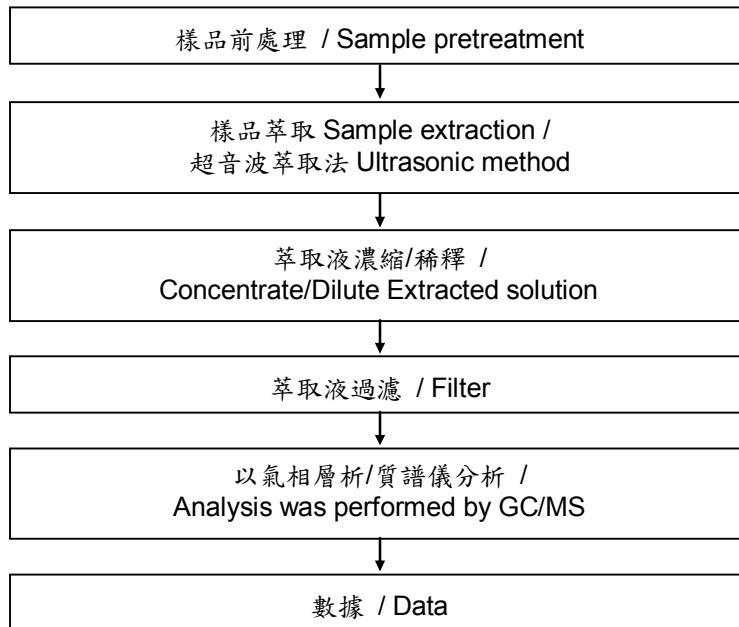 樣品前處理 / Sample pretreatment
樣品萃取 Sample extraction /
超音波萃取法 Ultrasonic method
萃取液濃縮/稀釋 /
Concentrate/Dilute Extracted solution
萃取液過濾 / Filter
以氣相層析/質譜儀分析 /
Analysis was performed by GC/MS
數據 / Data